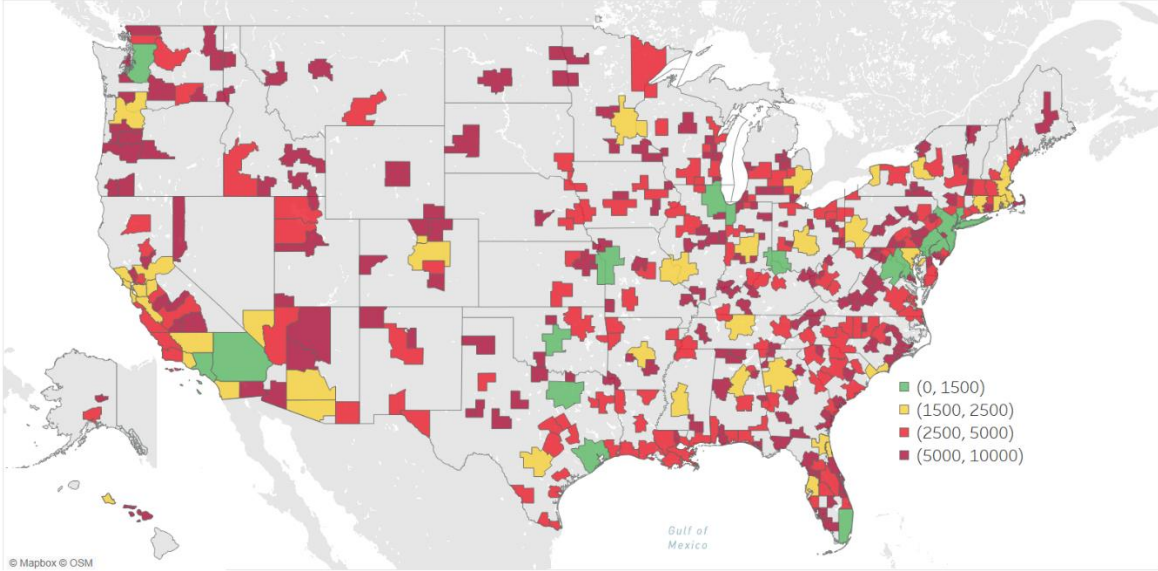 (0, 1500)
(1500, 2500)
(2500, 5000)
(5000, 10000)
Gulf of
Mexico
© Mapbox © OSM